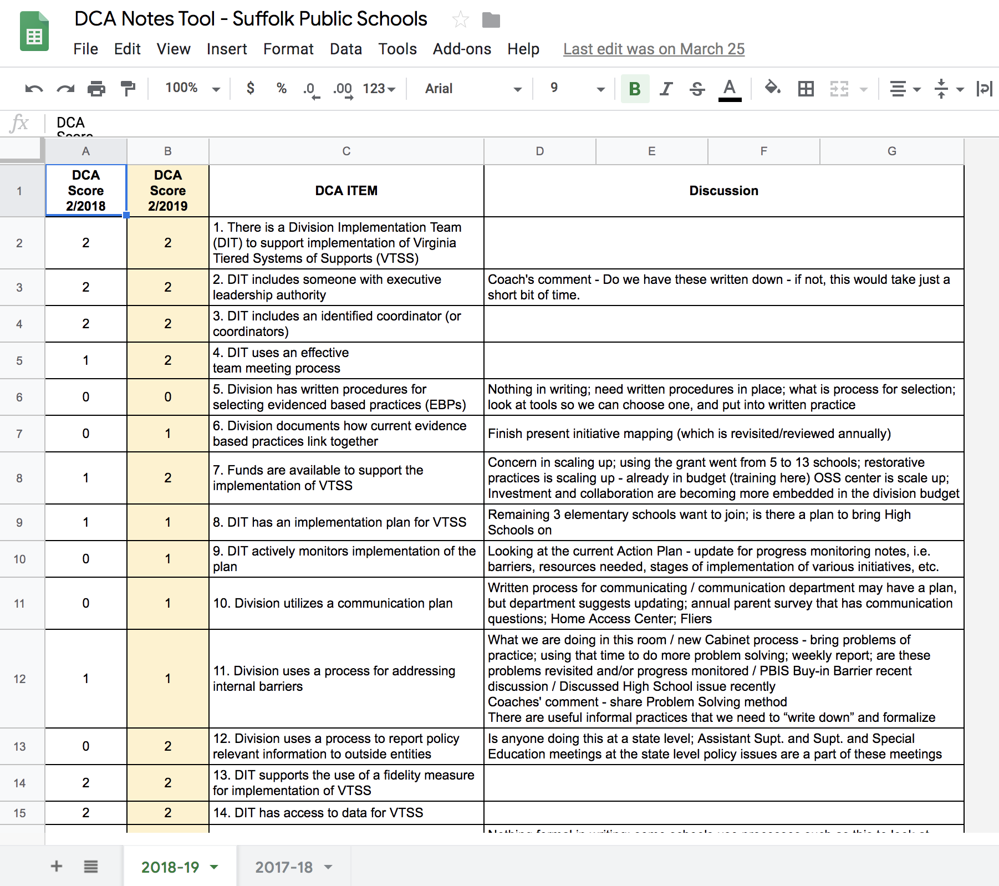 DCA Notes Tool - Suffolk Public Schools
File Edit View Insert Format Data Tools Add-ons Help Last edit was on March 25
100% $ % .0 .00 123 Arial 9 B I S A
fx DCA
Score
A B C D E F G
1
DCA
Score
2/2018
DCA
Score
2/2019
DCA ITEM
Discussion
2
2
2
1. There is a Division Implementation Team
(DIT) to support implementation of Virginia
Tiered Systems of Supports (VTSS)
3
2
2
2. DIT includes someone with executive
leadership authority
Coach's comment - Do we have these written down - if not, this would take just a
short bit of time.
4
2
2
3. DIT includes an identified coordinator (or
coordinators)
5
1
2
4. DIT uses an effective
team meeting process
6
0
0
5. Division has written procedures for
selecting evidenced based practices (EBPs)
Nothing in writing; need written procedures in place; what is process for selection;
look at tools so we can choose one, and put into written practice
7
0
1
6. Division documents how current evidence
based practices link together
Finish present initiative mapping (which is revisited/reviewed annually)
8
1
2
7. Funds are available to support the
implementation of VTSS
Concern in scaling up; using the grant went from 5 to 13 schools; restorative
practices is scaling up - already in budget (training here) OSS center is scale up;
Investment and collaboration are becoming more embedded in the division budget
9
1
1
8. DIT has an implementation plan for VTSS
Remaining 3 elementary schools want to join; is there a plan to bring High
Schools on
10
0
1
9. DIT actively monitors implementation of the
plan
Looking at the current Action Plan - update for progress monitoring notes, i.e.
barriers, resources needed, stages of implementation of various initiatives, etc.
11
0
1
10. Division utilizes a communication plan
Written process for communicating / communication department may have a plan,
but department suggests updating; annual parent survey that has communication
questions; Home Access Center; Fliers
12
1
1
11. Division uses a process for addressing
internal barriers
What we are doing in this room / new Cabinet process - bring problems of
practice; using that time to do more problem solving; weekly report; are these
problems revisited and/or progress monitored / PBIS Buy-in Barrier recent
discussion / Discussed High School issue recently
Coaches' comment - share Problem Solving method
There are useful informal practices that we need to “write down” and formalize
13
0
2
12. Division uses a process to report policy
relevant information to outside entities
Is anyone doing this at a state level; Assistant Supt. and Supt. and Special
Education meetings at the state level policy issues are a part of these meetings
14
2
2
13. DIT supports the use of a fidelity measure
for implementation of VTSS
15
2
2
14. DIT has access to data for VTSS
2018-19 2017-18